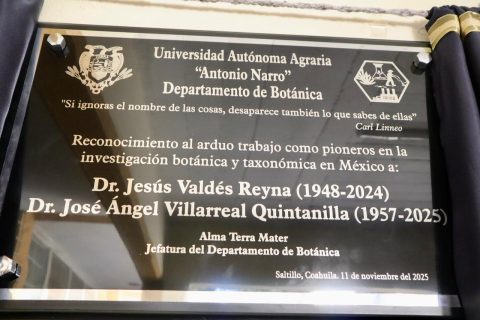 Universidad Autónoma Agraria
“Antonio Narro”
Departamento de Botánica
"Si ignoras el nombre de las cosas, desaparece también lo que sabes de ellas”
Carl Linneo
Reconocimiento al arduo trabajo como pioneros en la
investigación botánica y taxonómica en México a:
Dr. Jesús Valdés Reyna (1948-2024)
Dr. José Ángel Villarreal Quintanilla (1957-2025)
Alma Terra Mater
Jefatura del Departamento de Botánica
Saltillo, Coahuila. 11 de noviembre del 2025